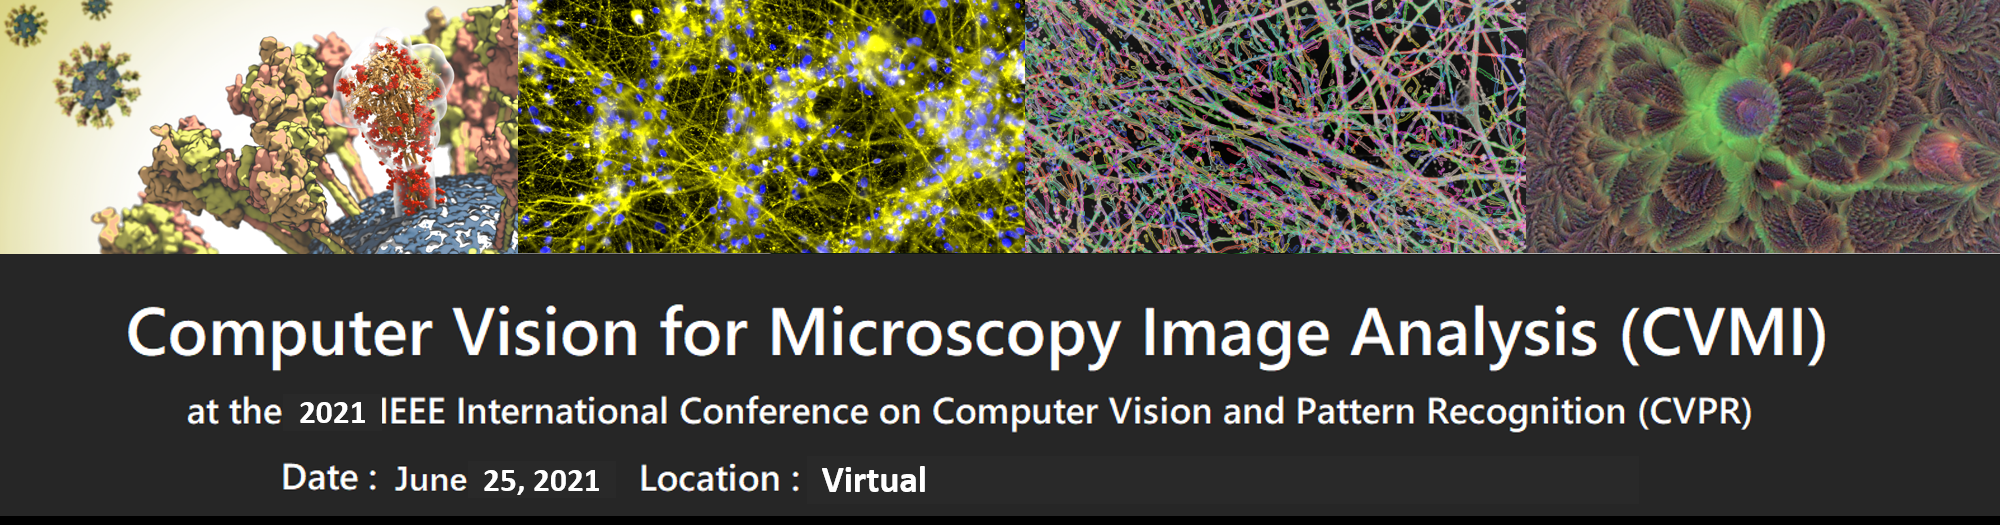 Computer Vision for Microscopy Image Analysis (CVMI)
at the 2021 IEEE International Conference on Computer Vision and Pattern Recognition (CVPR)
Date : June 25, 2021 Location : Virtual